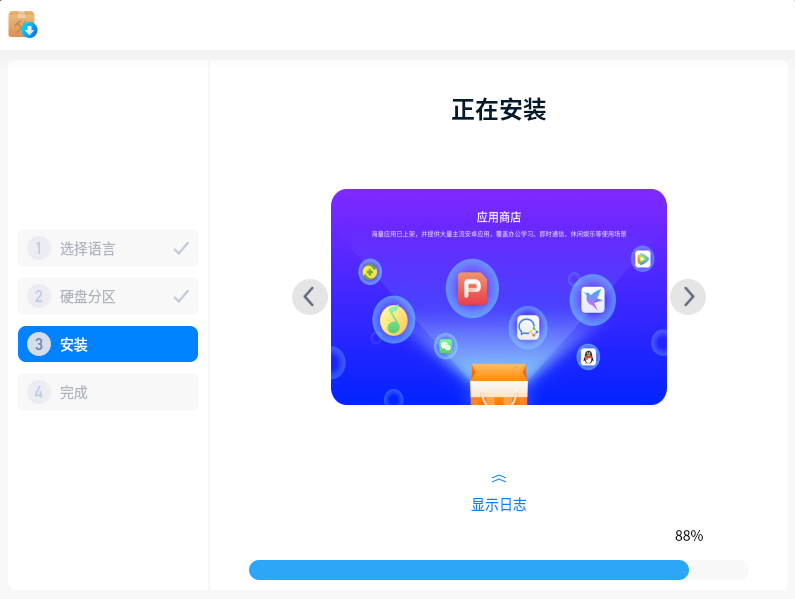 正在安装
1 选择语言
2 硬盘分区
3 安装
4 完成
应用商店
海量应用已上架，并提供大量主流安卓应用，覆盖办公学习、即时通信、休闲娱乐等使用场景
显示日志
88%